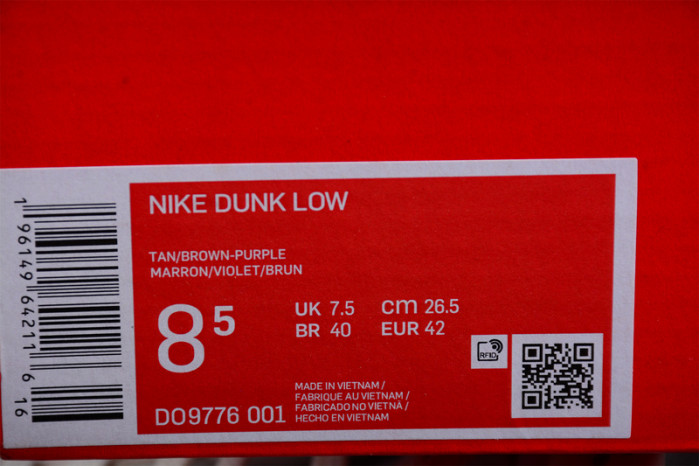 NIKE DUNK LOW
TAN/BROWN-PURPLE
MARRON/VIOLET/BRUN
8 5
UK 7.5 cm 26.5
BR 40 EUR 42
RFID
MADE IN VIETNAM /
FABRIQUE AU VIETNAM /
FABRICADO NO VIETNÃ /
HECHO EN VIETNAM
DO9776 001
1 96149 64211 6 16